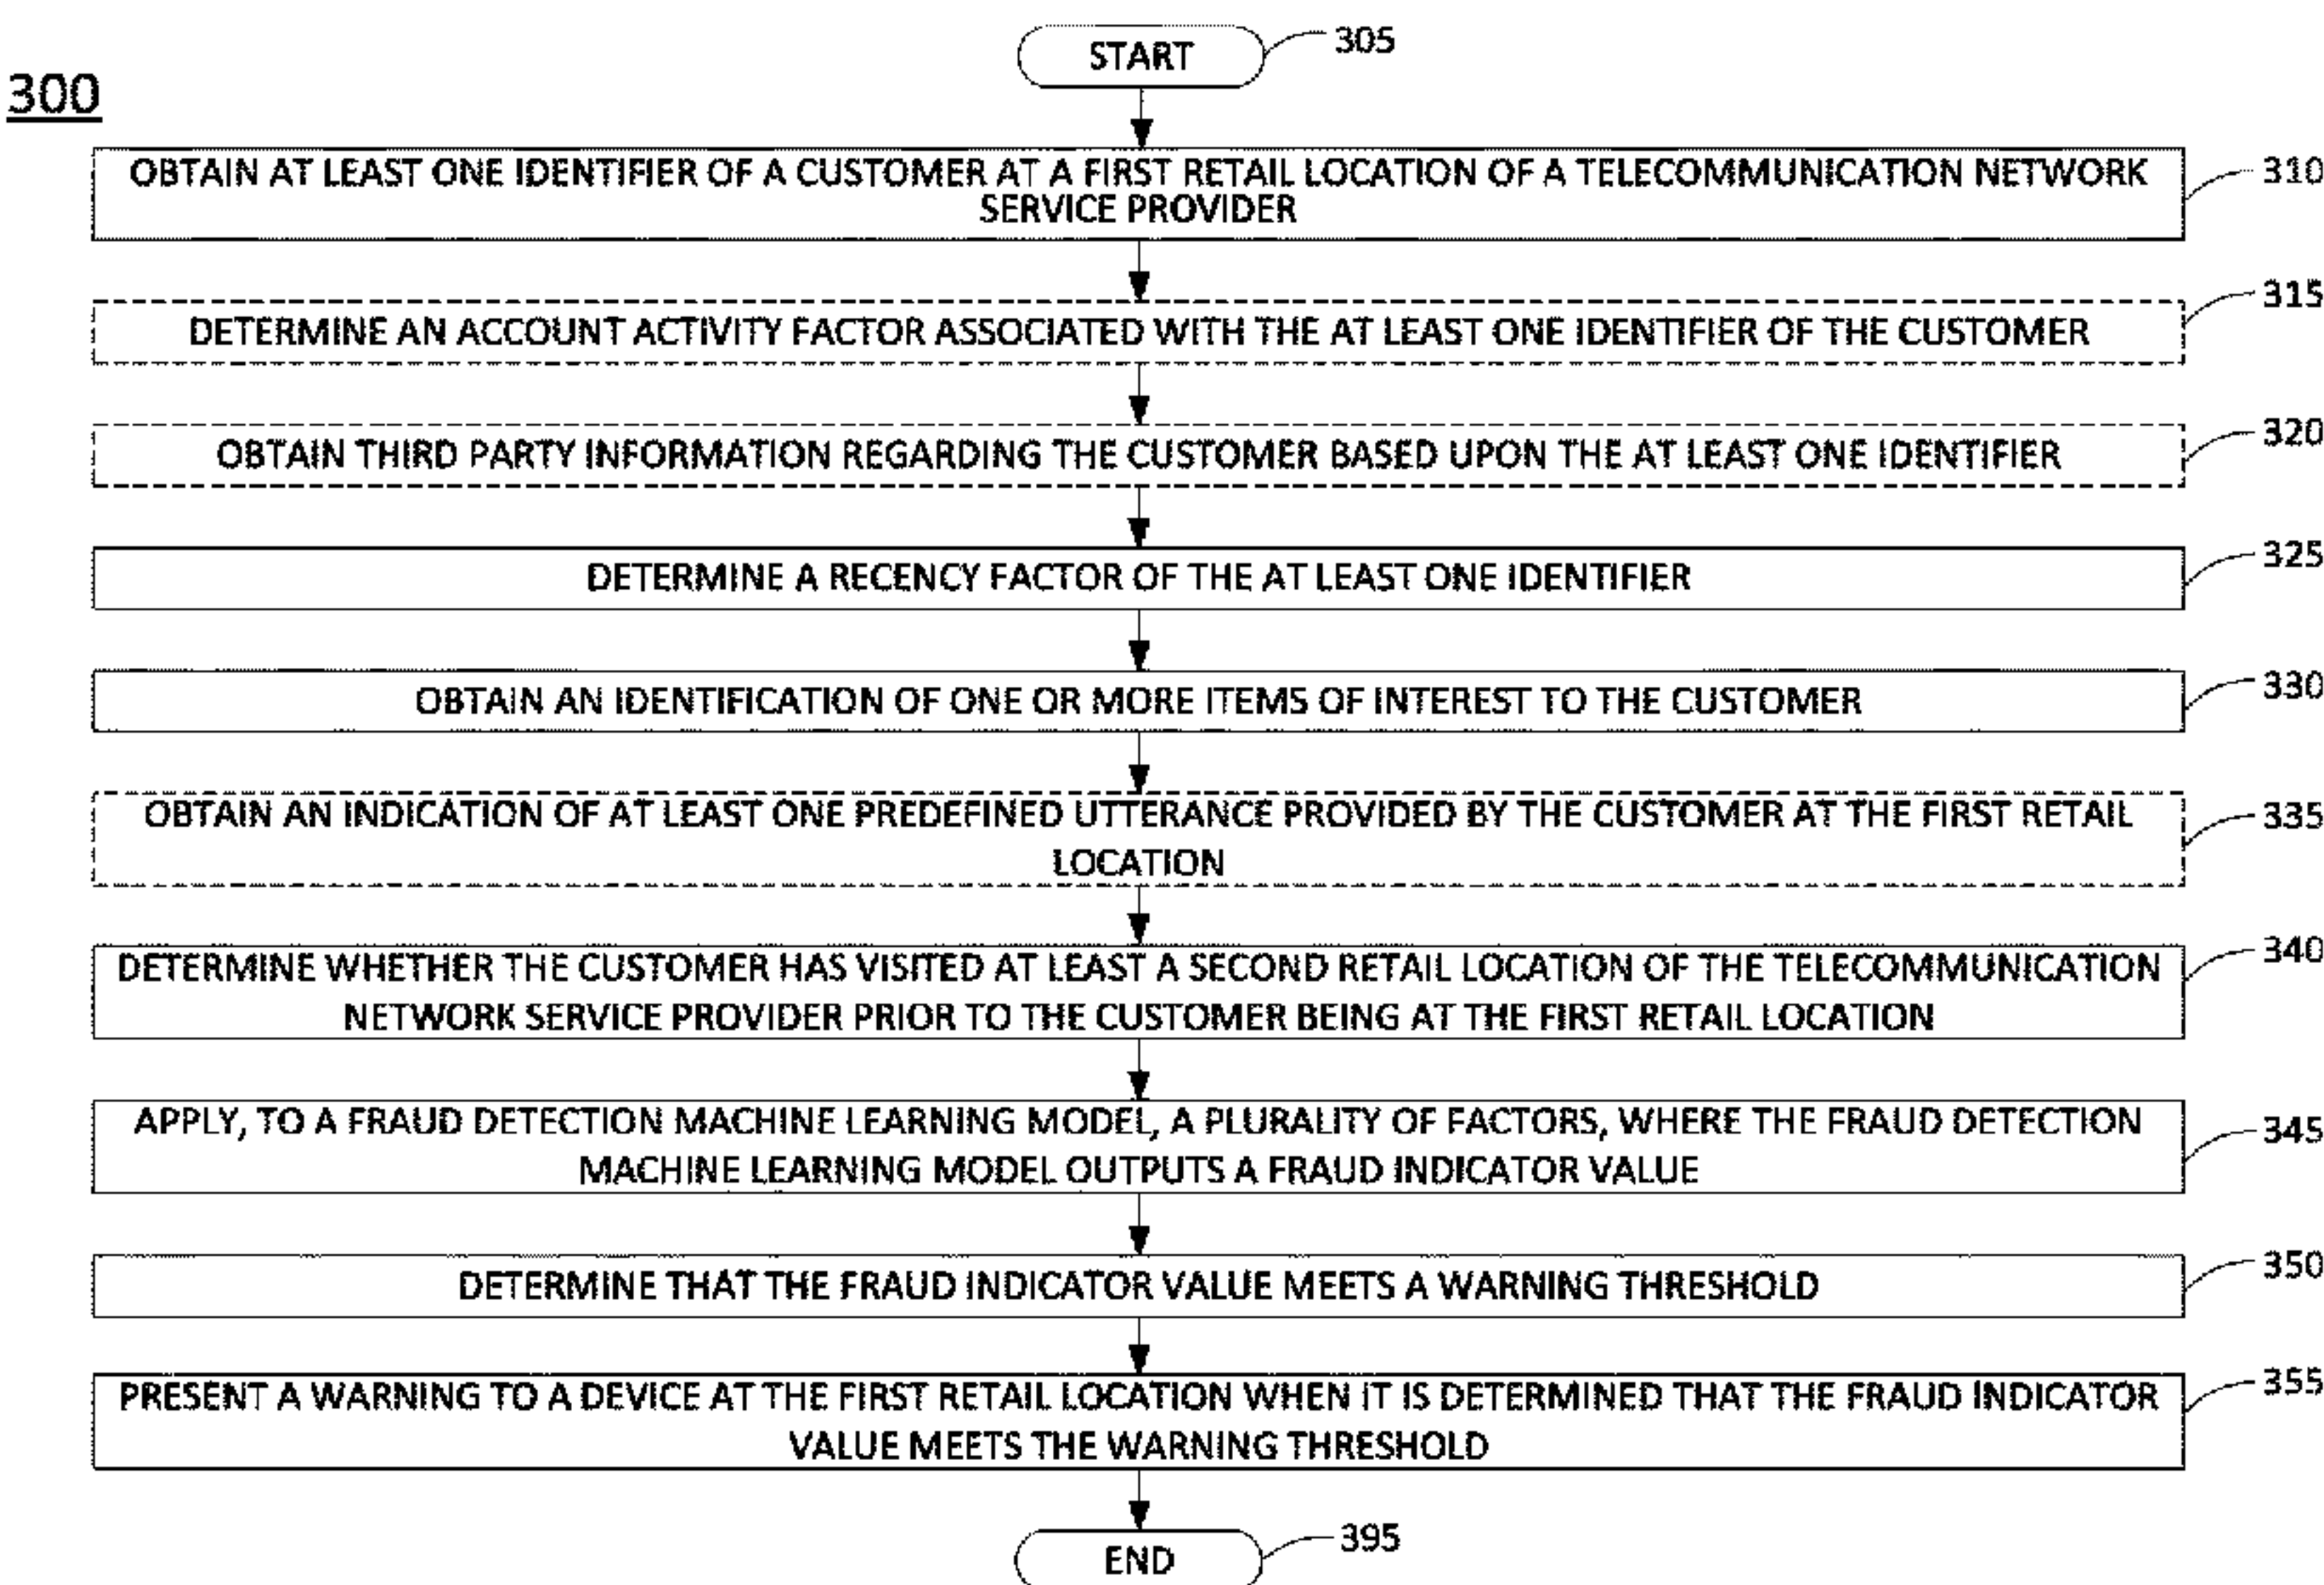 START
305
300
OBTAIN AT LEAST ONE IDENTIFIER OF A CUSTOMER AT A FIRST RETAIL LOCATION OF A TELECOMMUNICATION NETWORK
SERVICE PROVIDER
310
315
DETERMINE AN ACCOUNT ACTIVITY FACTOR ASSOCIATED WITH THE AT LEAST ONE IDENTIFIER OF THE CUSTOMER
320
OBTAIN THIRD PARTY INFORMATION REGARDING THE CUSTOMER BASED UPON THE AT LEAST ONE IDENTIFIER
325
DETERMINE A RECENCY FACTOR OF THE AT LEAST ONE IDENTIFIER
330
OBTAIN AN IDENTIFICATION OF ONE OR MORE ITEMS OF INTEREST TO THE CUSTOMER
OBTAIN AN INDICATION OF AT LEAST ONE PREDEFINED UTTERANCE PROVIDED BY THE CUSTOMER AT THE FIRST RETAIL
LOCATION
335
DETERMINE WHETHER THE CUSTOMER HAS VISITED AT LEAST A SECOND RETAIL LOCATION OF THE TELECOMMUNICATION
NETWORK SERVICE PROVIDER PRIOR TO THE CUSTOMER BEING AT THE FIRST RETAIL LOCATION
340
APPLY, TO A FRAUD DETECTION MACHINE LEARNING MODEL, A PLURALITY OF FACTORS, WHERE THE FRAUD DETECTION
MACHINE LEARNING MODEL OUTPUTS A FRAUD INDICATOR VALUE
345
DETERMINE THAT THE FRAUD INDICATOR VALUE MEETS A WARNING THRESHOLD
350
PRESENT A WARNING TO A DEVICE AT THE FIRST RETAIL LOCATION WHEN IT IS DETERMINED THAT THE FRAUD INDICATOR
VALUE MEETS THE WARNING THRESHOLD
355
END
395